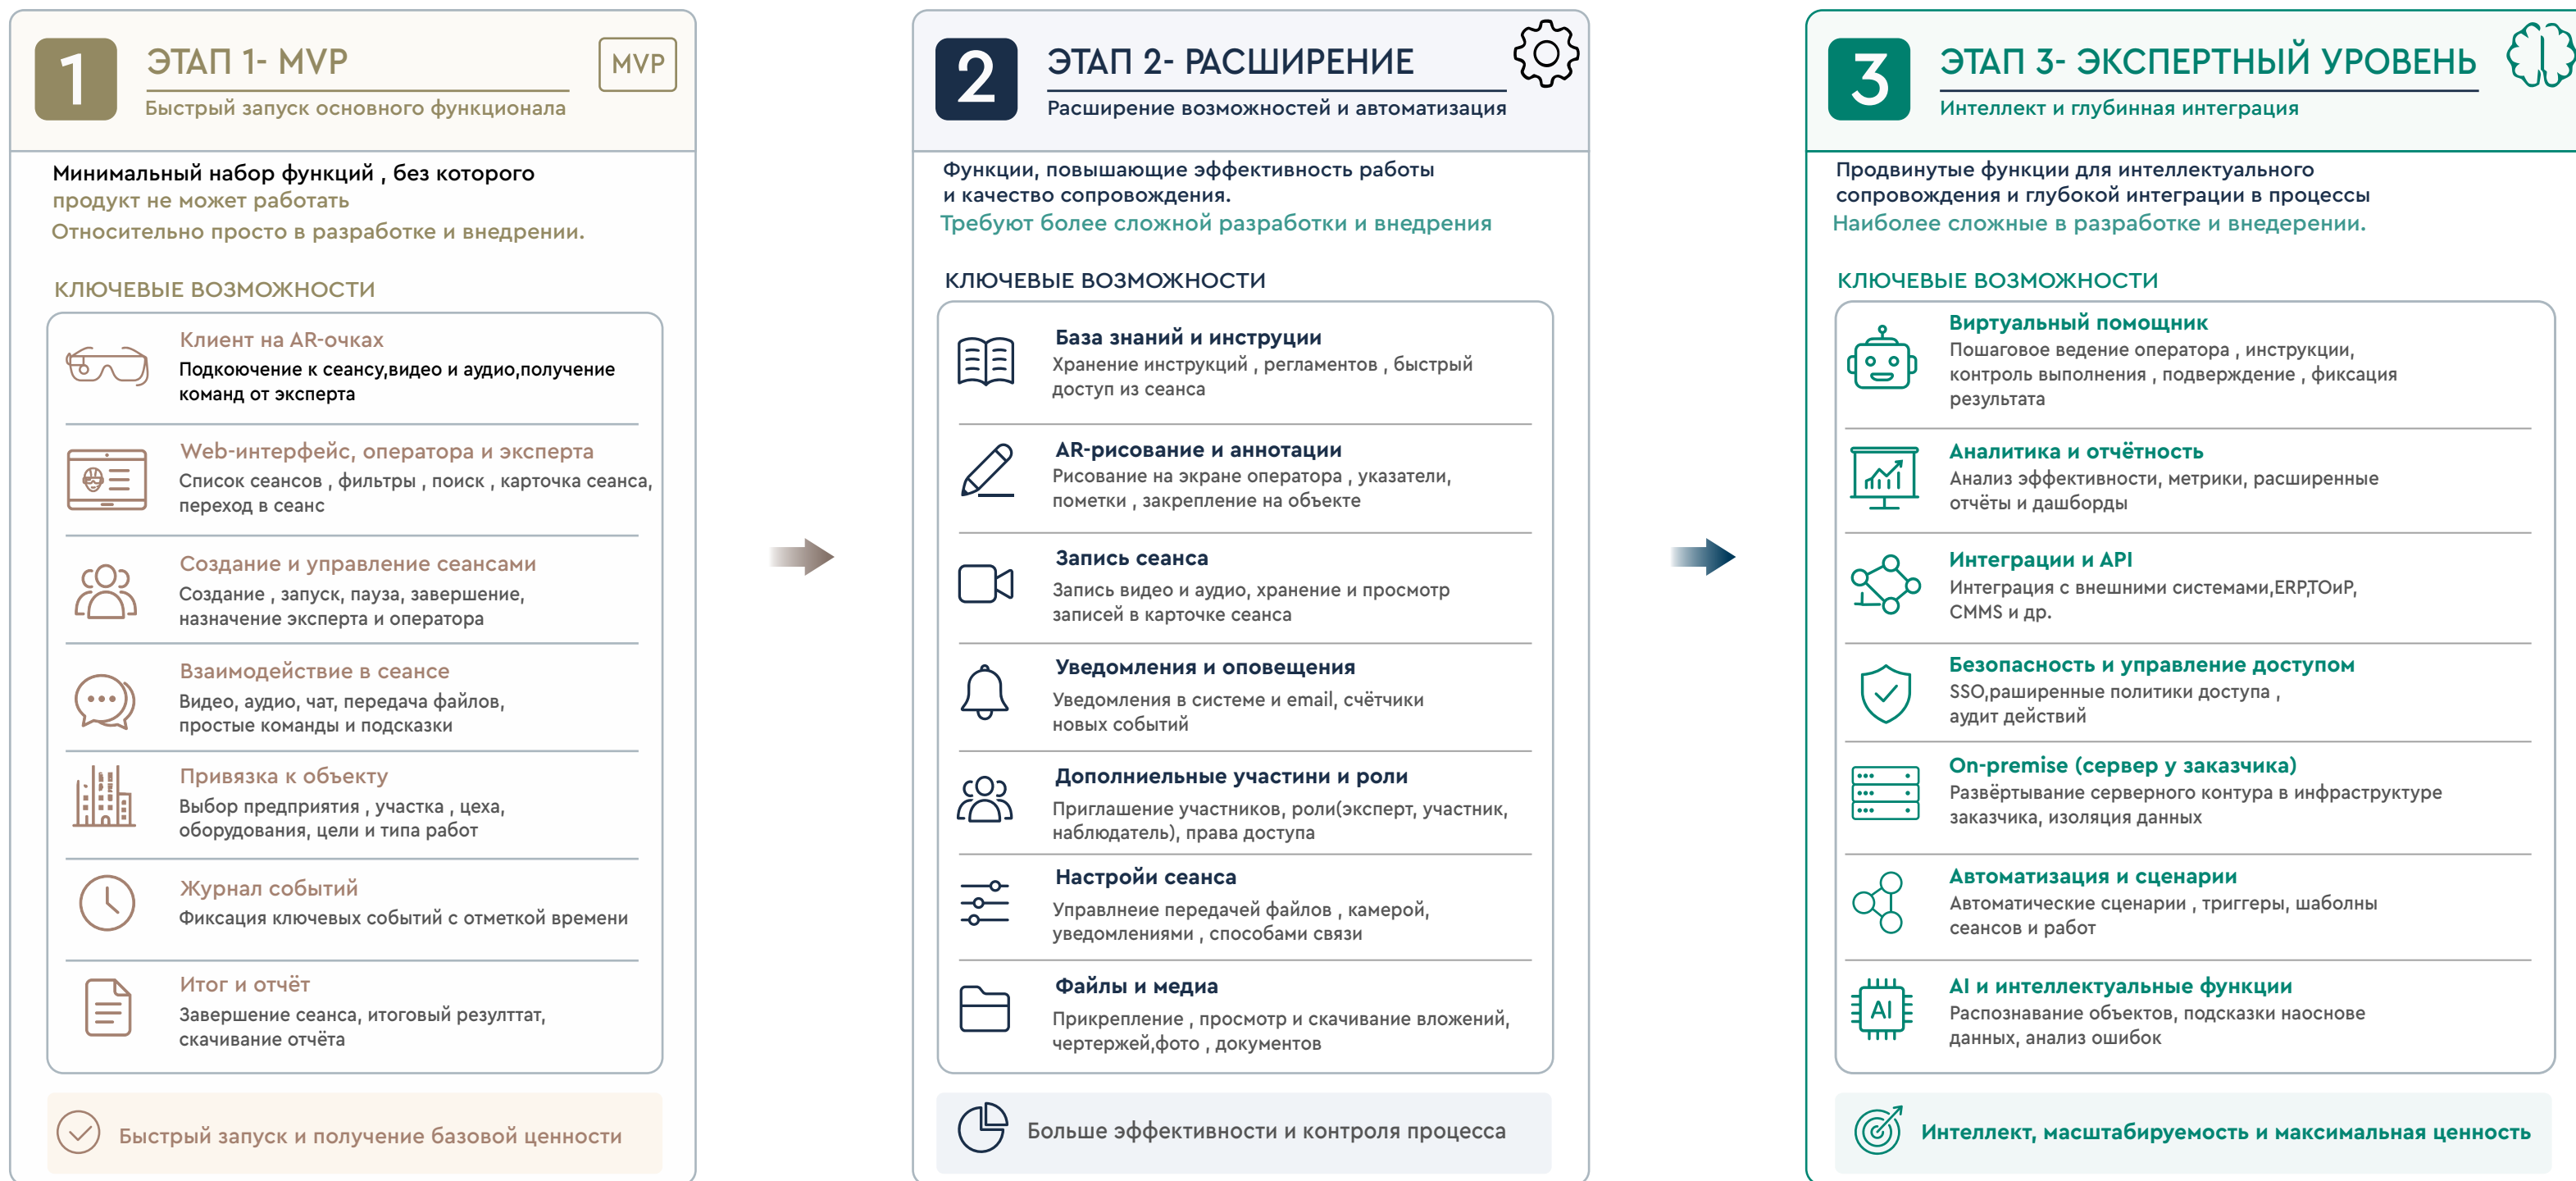 1
ЭТАП 1- MVP
MVP
Быстрый запуск основного функционала
Минимальный набор функций , без которого
продукт не может работать
Относительно просто в разработке и внедрении.
КЛЮЧЕВЫЕ ВОЗМОЖНОСТИ
Клиент на AR-очках
Подкоючение к сеансу,видео и аудио,получение
команд от эксперта
Web-интерфейс, оператора и эксперта
Список сеансов , фильтры , поиск , карточка сеанса,
переход в сеанс
Создание и управление сеансами
Создание , запуск, пауза, завершение,
назначение эксперта и оператора
Взаимодействие в сеансе
Видео, аудио, чат, передача файлов,
простые команды и подсказки
Привязка к объекту
Выбор предприятия , участка , цеха,
оборудования, цели и типа работ
Журнал событий
Фиксация ключевых событий с отметкой времени
Итог и отчёт
Завершение сеанса, итоговый резулттат,
скачивание отчёта
Быстрый запуск и получение базовой ценности
2
ЭТАП 2- РАСШИРЕНИЕ
Расширение возможностей и автоматизация
Функции, повышающие эффективность работы
и качество сопровождения.
Требуют более сложной разработки и внедрения
КЛЮЧЕВЫЕ ВОЗМОЖНОСТИ
База знаний и инструции
Хранение инструкций , регламентов , быстрый
доступ из сеанса
AR-рисование и аннотации
Рисование на экране оператора , указатели,
пометки , закрепление на объекте
Запись сеанса
Запись видео и аудио, хранение и просмотр
записей в карточке сеанса
Уведомления и оповещения
Уведомления в системе и email, счётчики
новых событий
Дополниельные участини и роли
Приглашение участников, роли(эксперт, участник,
наблюдатель), права доступа
Настройи сеанса
Управлнеие передачей файлов , камерой,
уведомлениями , способами связи
Файлы и медиа
Прикрепление , просмотр и скачивание вложений,
чертержей,фото , документов
Больше эффективности и контроля процесса
3
ЭТАП 3- ЭКСПЕРТНЫЙ УРОВЕНЬ
Интеллект и глубинная интеграция
Продвинутые функции для интеллектуального
сопровождения и глубокой интеграции в процессы
Наиболее сложные в разработке и внедерении.
КЛЮЧЕВЫЕ ВОЗМОЖНОСТИ
Виртуальный помощник
Пошаговое ведение оператора , инструкции,
контроль выполнения , подверждение , фиксация
результата
Аналитика и отчётность
Анализ эффективности, метрики, расширенные
отчёты и дашборды
Интеграции и API
Интеграция с внешними системами,ERP,ТОиР,
CMMS и др.
Безопасность и управление доступом
SSO,раширенные политики доступа ,
аудит действий
On-premise (сервер у заказчика)
Развёртывание серверного контура в инфраструктуре
заказчика, изоляция данных
Автоматизация и сценарии
Автоматические сценарии , триггеры, шаболны
сеансов и работ
AI
AI и интеллектуальные функции
Распознавание объектов, подсказки наоснове
данных, анализ ошибок
Интеллект, масштабируемость и максимальная ценность